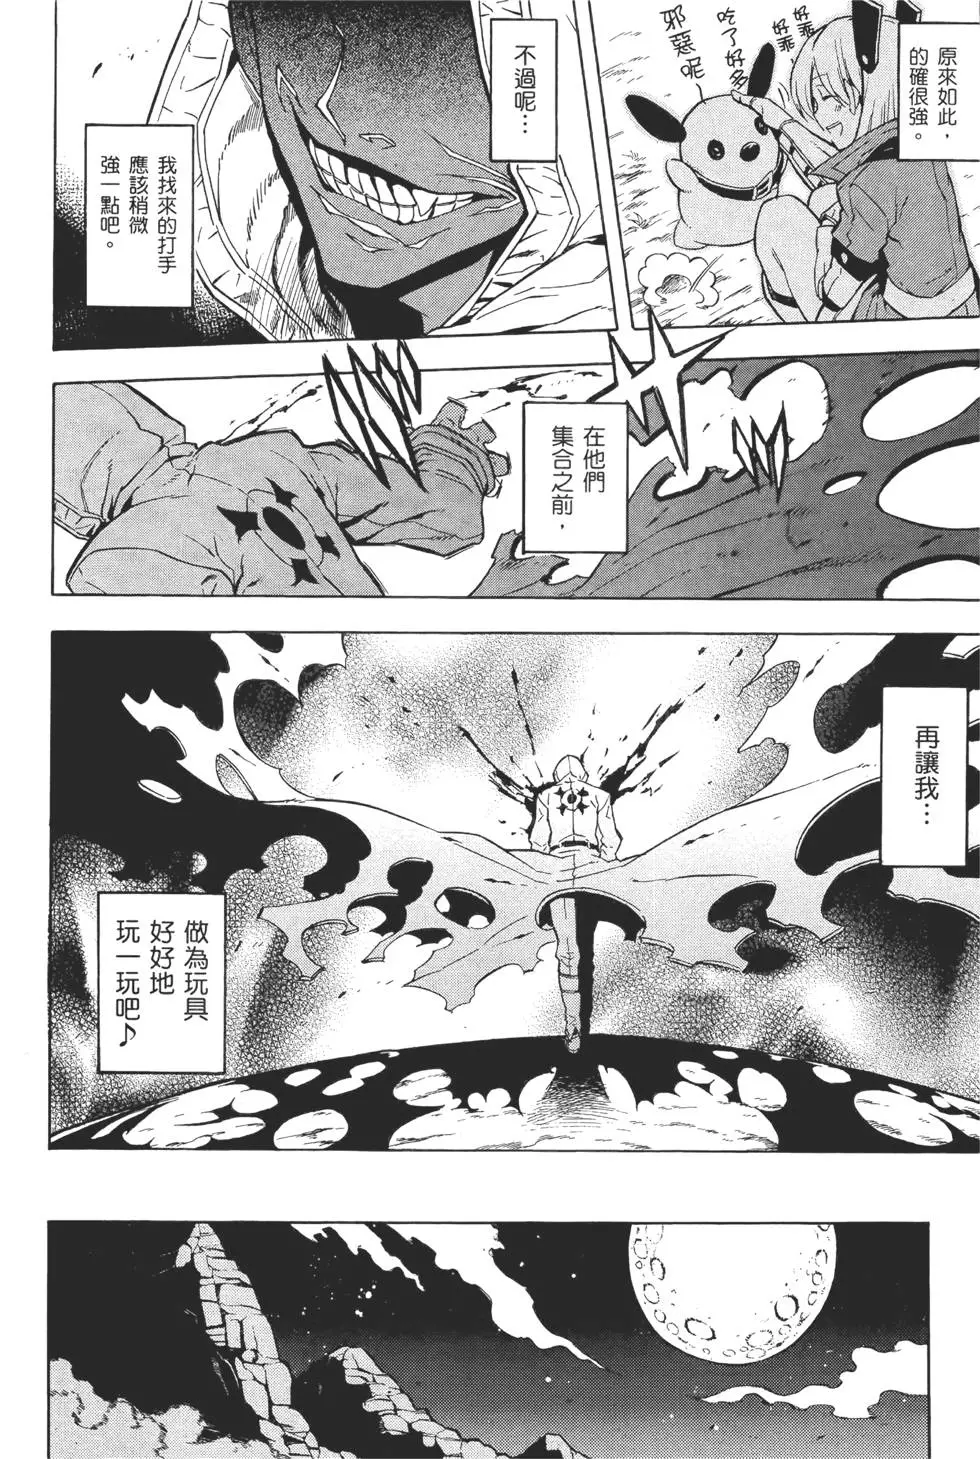 原來如此，
的確很強。
好乖
好乖
吃了好多
邪惡呢
不過呢…
我找來的打手
應該稍微
強一點吧。
在他們
集合之前，
再讓我…
做為玩具
好好地
玩一玩吧♪